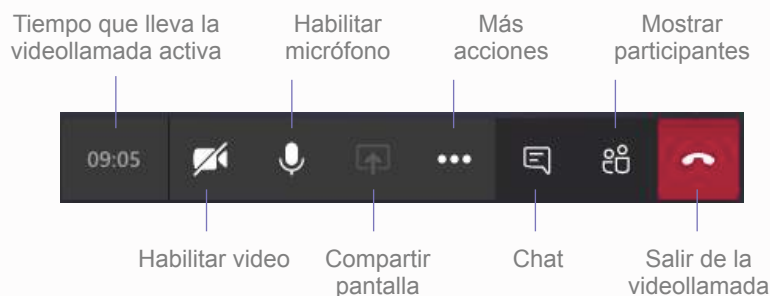 Tiempo que lleva la
videollamada activa
Habilitar
micrófono
Más
acciones
Mostrar
participantes
09:05
Habilitar video
Compartir
pantalla
Chat
Salir de la
videollamada